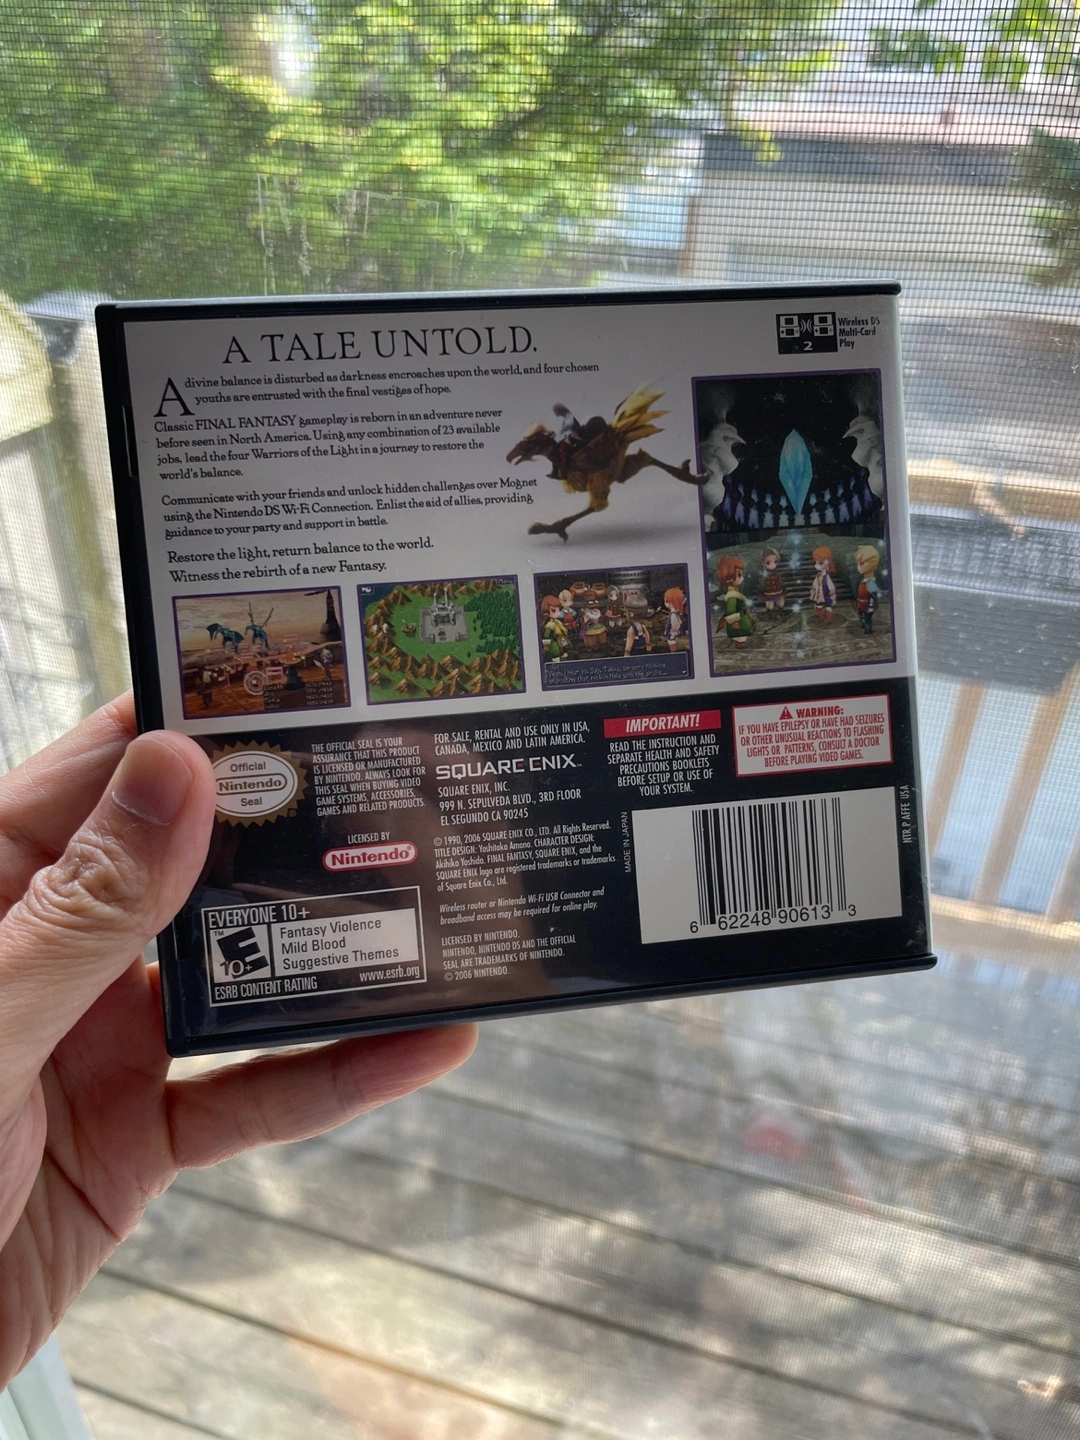 A TALE UNTOLD.
Wireless DS
Multi-Card
Play
2
A divine balance is disturbed as darkness encroaches upon the world, and four chosen
youths are entrusted with the final vestiges of hope.
Classic FINAL FANTASY gameplay is reborn in an adventure never
before seen in North America. Using any combination of 23 available
jobs, lead the four Warriors of the Light in a journey to restore the
world's balance.
Communicate with your friends and unlock hidden challenges over Mognet
using the Nintendo DS Wi-Fi Connection. Enlist the aid of allies, providing
guidance to your party and support in battle.
Restore the light, return balance to the world.
Witness the rebirth of a new Fantasy.
Official
Nintendo
Seal
THE OFFICIAL SEAL IS YOUR
ASSURANCE THAT THIS PRODUCT
IS LICENSED OR MANUFACTURED
BY NINTENDO. ALWAYS LOOK FOR
THIS SEAL WHEN BUYING VIDEO
GAME SYSTEMS, ACCESSORIES,
GAMES AND RELATED PRODUCTS.
LICENSED BY
Nintendo
EVERYONE 10+
TM
E
10+
Fantasy Violence
Mild Blood
Suggestive Themes
www.esrb.org
ESRB CONTENT RATING
FOR SALE, RENTAL AND USE ONLY IN USA,
CANADA, MEXICO AND LATIN AMERICA.
SQUARE ENIX™
SQUARE ENIX, INC.
999 N. SEPULVEDA BLVD., 3RD FLOOR
EL SEGUNDO CA 90245
© 1990, 2006 SQUARE ENIX CO., LTD. All Rights Reserved.
TITLE DESIGN: Yoshitaka Amano. CHARACTER DESIGN:
Akihiko Yoshida. FINAL FANTASY, SQUARE ENIX, and the
SQUARE ENIX logo are registered trademarks or trademarks
of Square Enix Co., Ltd.
Wireless router or Nintendo Wi-Fi USB Connector and
broadband access may be required for online play.
LICENSED BY NINTENDO.
NINTENDO, NINTENDO DS AND THE OFFICIAL
SEAL ARE TRADEMARKS OF NINTENDO.
© 2006 NINTENDO.
IMPORTANT!
READ THE INSTRUCTION AND
SEPARATE HEALTH AND SAFETY
PRECAUTIONS BOOKLETS
BEFORE SETUP OR USE OF
YOUR SYSTEM.
WARNING:
IF YOU HAVE EPILEPSY OR HAVE HAD SEIZURES
OR OTHER UNUSUAL REACTIONS TO FLASHING
LIGHTS OR PATTERNS, CONSULT A DOCTOR
BEFORE PLAYING VIDEO GAMES.
MADE IN JAPAN
6 62248 90613 3
NTR P AFFE USA